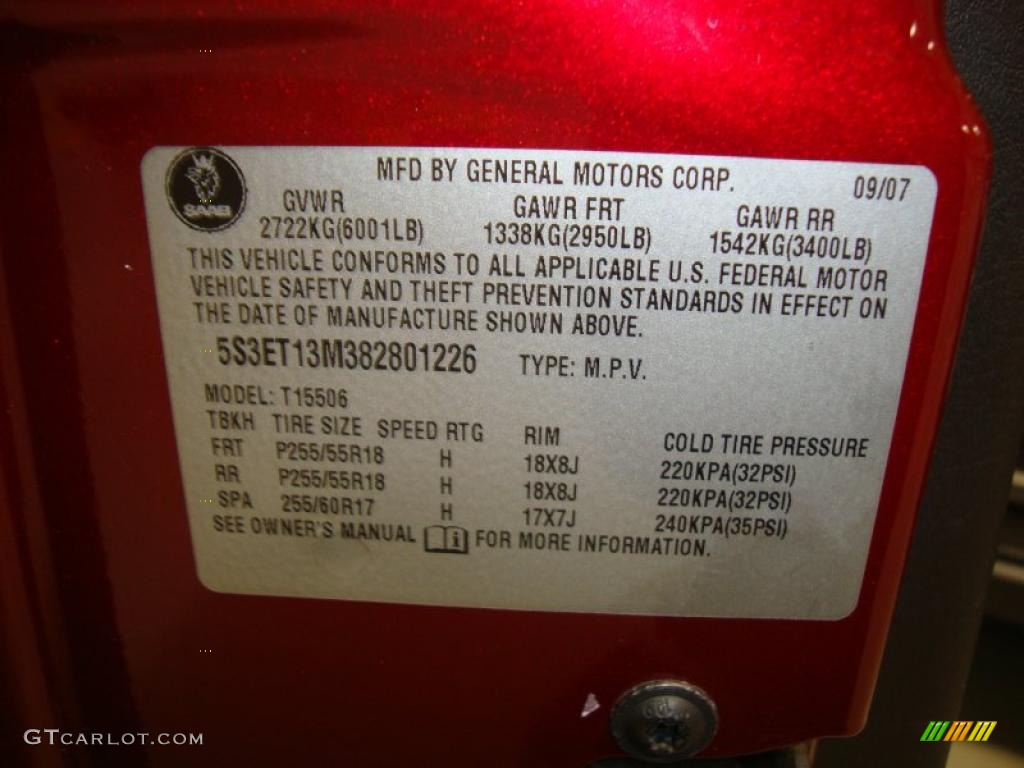 MFD BY GENERAL MOTORS CORP. 09/07
SAAB
GVWR GAWR FRT GAWR RR
2722KG(6001LB) 1338KG(2950LB) 1542KG(3400LB)
THIS VEHICLE CONFORMS TO ALL APPLICABLE U.S. FEDERAL MOTOR
VEHICLE SAFETY AND THEFT PREVENTION STANDARDS IN EFFECT ON
THE DATE OF MANUFACTURE SHOWN ABOVE.
5S3ET13M382801226 TYPE: M.P.V.
MODEL: T15506
TBKH TIRE SIZE SPEED RTG RIM COLD TIRE PRESSURE
FRT P255/55R18 H 18X8J 220KPA(32PSI)
RR P255/55R18 H 18X8J 220KPA(32PSI)
SPA 255/60R17 H 17X7J 240KPA(35PSI)
SEE OWNER'S MANUAL i FOR MORE INFORMATION.
GTCARLOT.COM